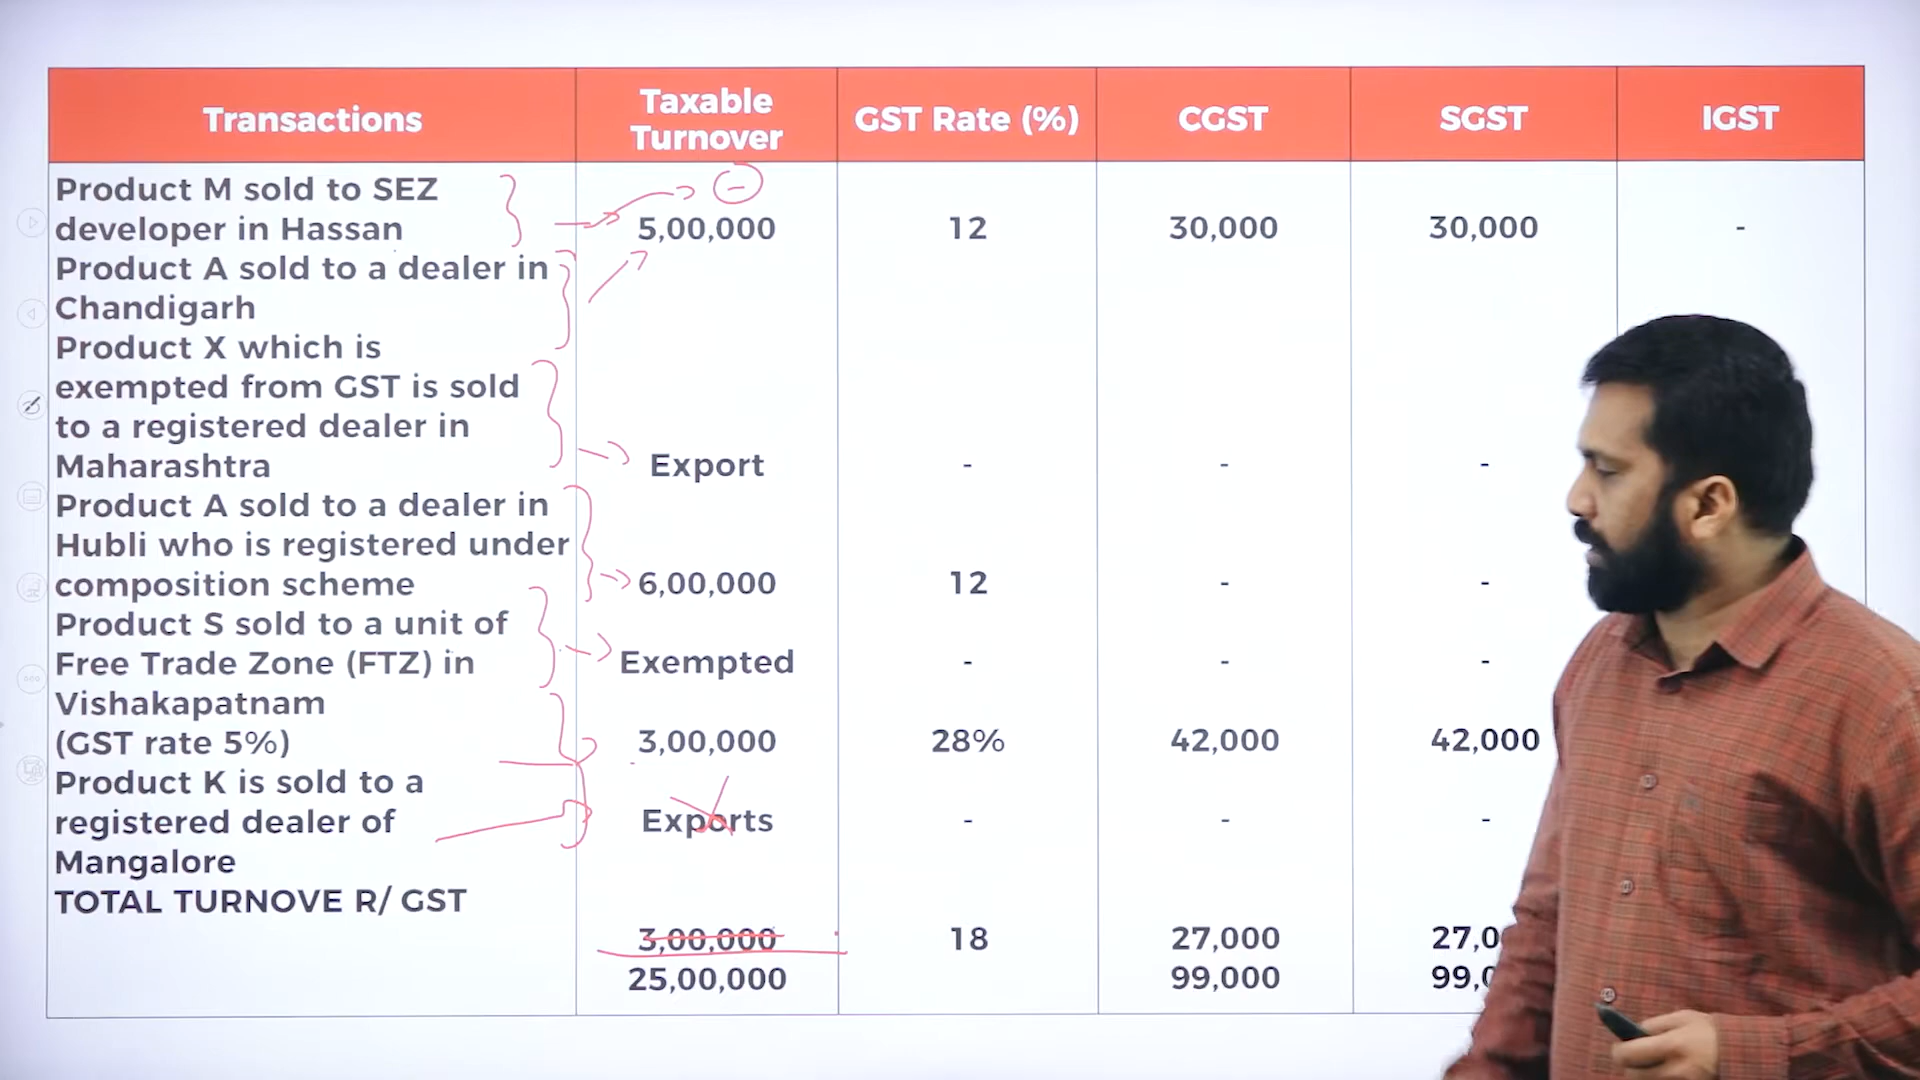 Transactions
Taxable
Turnover
GST Rate (%)
CGST
SGST
IGST
Product M sold to SEZ
developer in Hassan
5,00,000
12
30,000
30,000
-
Product A sold to a dealer in
Chandigarh
Product X which is
exempted from GST is sold
to a registered dealer in
Maharashtra
Export
-
-
-
Product A sold to a dealer in
Hubli who is registered under
composition scheme
6,00,000
12
-
-
Product S sold to a unit of
Free Trade Zone (FTZ) in
Exempted
-
-
-
Vishakapatnam
(GST rate 5%)
3,00,000
28%
42,000
42,000
Product K is sold to a
registered dealer of
Exports
-
-
-
Mangalore
TOTAL TURNOVE R/ GST
3,00,000
18
27,000
27,0
25,00,000
99,000
99,